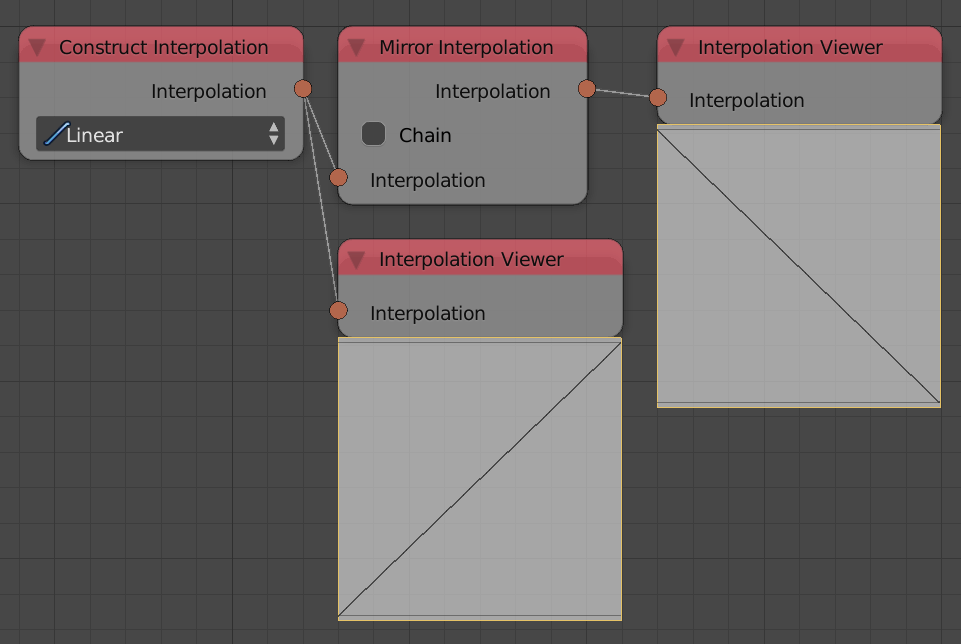 Construct Interpolation
Interpolation
Linear
Mirror Interpolation
Interpolation
Chain
Interpolation
Interpolation Viewer
Interpolation
Interpolation Viewer
Interpolation